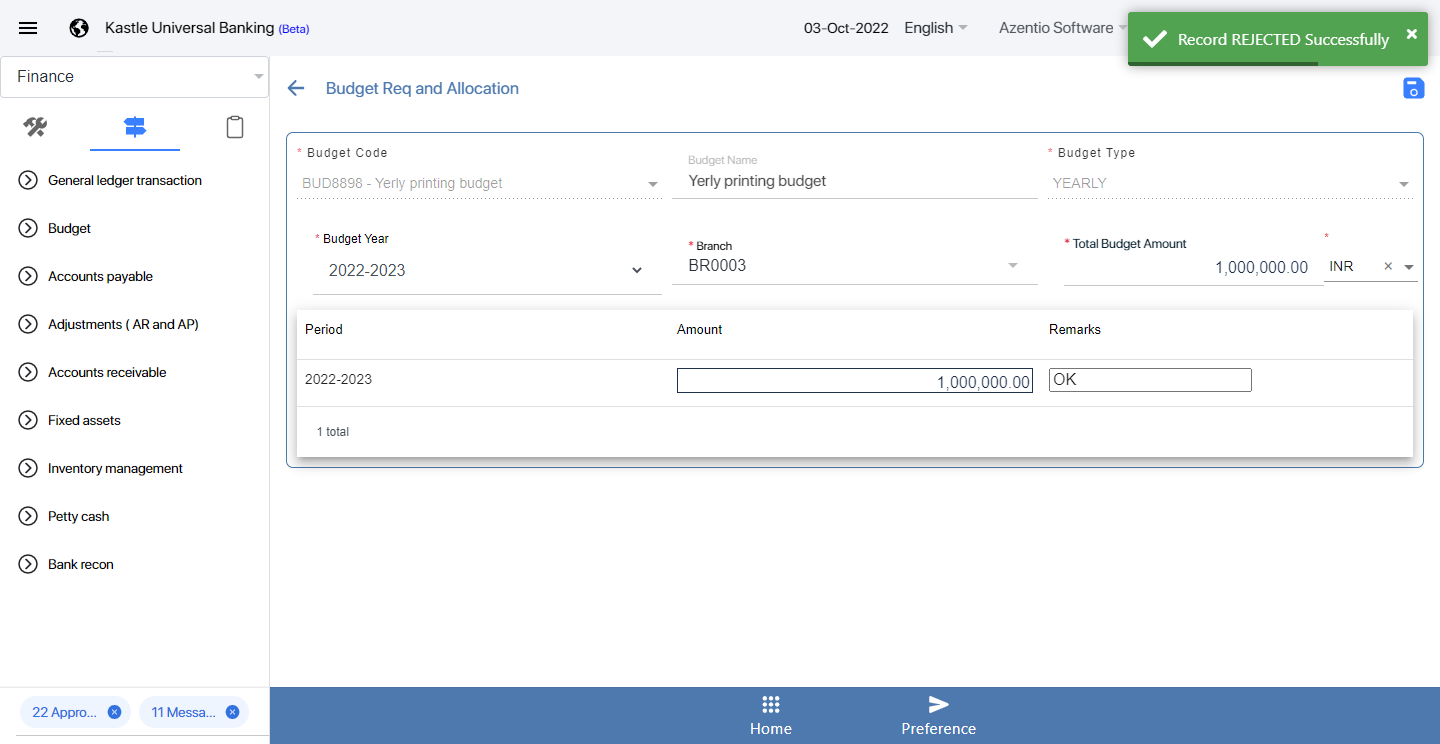 Kastle Universal Banking (Beta)
03-Oct-2022 English Azentio Software
Record REJECTED Successfully ×
Finance
Budget Req and Allocation
General ledger transaction
Budget
Accounts payable
Adjustments ( AR and AP)
Accounts receivable
Fixed assets
Inventory management
Petty cash
Bank recon
* Budget Code
BUD8898 - Yerly printing budget
Budget Name
Yerly printing budget
* Budget Type
YEARLY
* Budget Year
2022-2023
* Branch
BR0003
* Total Budget Amount
1,000,000.00
*
INR ×
Period Amount Remarks
2022-2023 1,000,000.00 OK
1 total
22 Appro... 11 Messa...
Home Preference